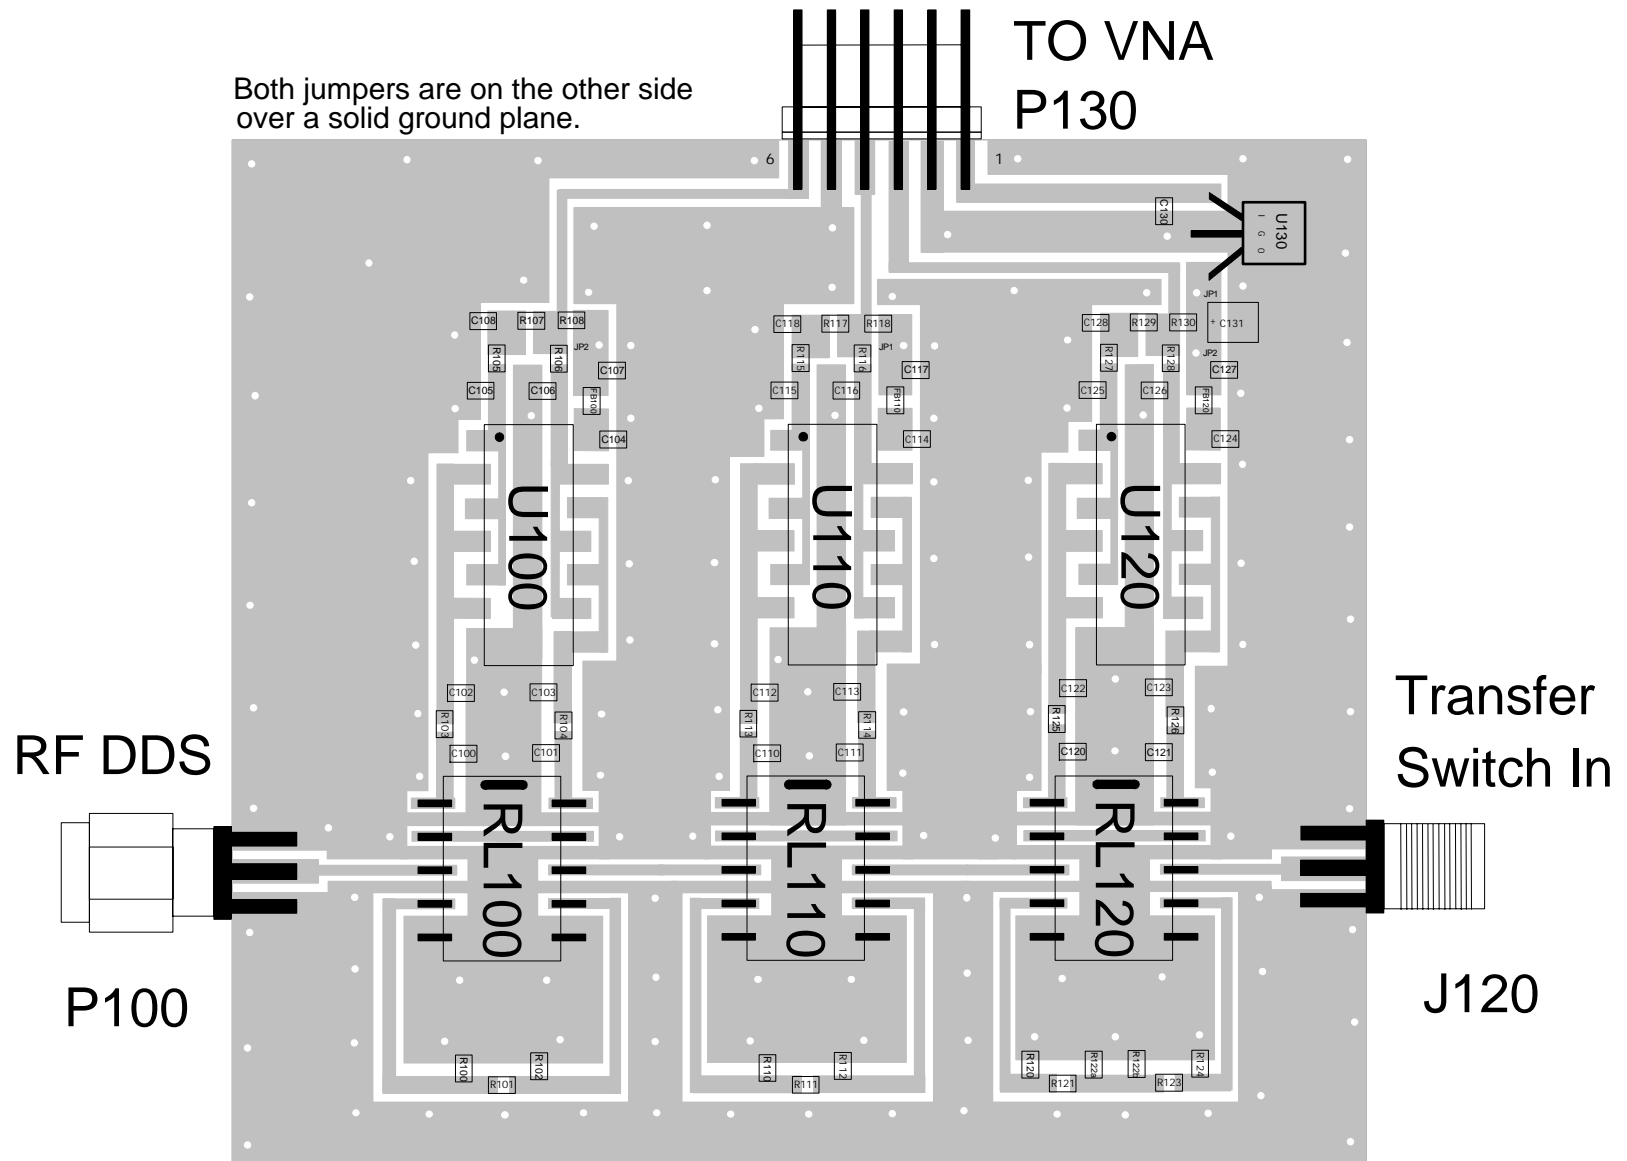 TO VNA
P130
Both jumpers are on the other side
over a solid ground plane.
6
1
C130
U130
I G O
C108
R107
R108
C118
R117
R118
C128
R129
R130
JP1
+ C131
R105
R106
JP2
R115
R116
JP1
R127
R128
JP2
C107
C117
C127
C105
C106
FB100
C115
C116
FB110
C125
C126
FB120
C104
C114
C124
U100
U110
U120
C102
C103
C112
C113
C122
C123
R103
R104
R113
R114
R125
R126
C100
C101
C110
C111
C120
C121
RF DDS
Transfer
Switch In
RL100
RL110
RL120
P100
J120
R100
R101
R102
R110
R111
R112
R120
R121
R122a
R122b
R123
R124